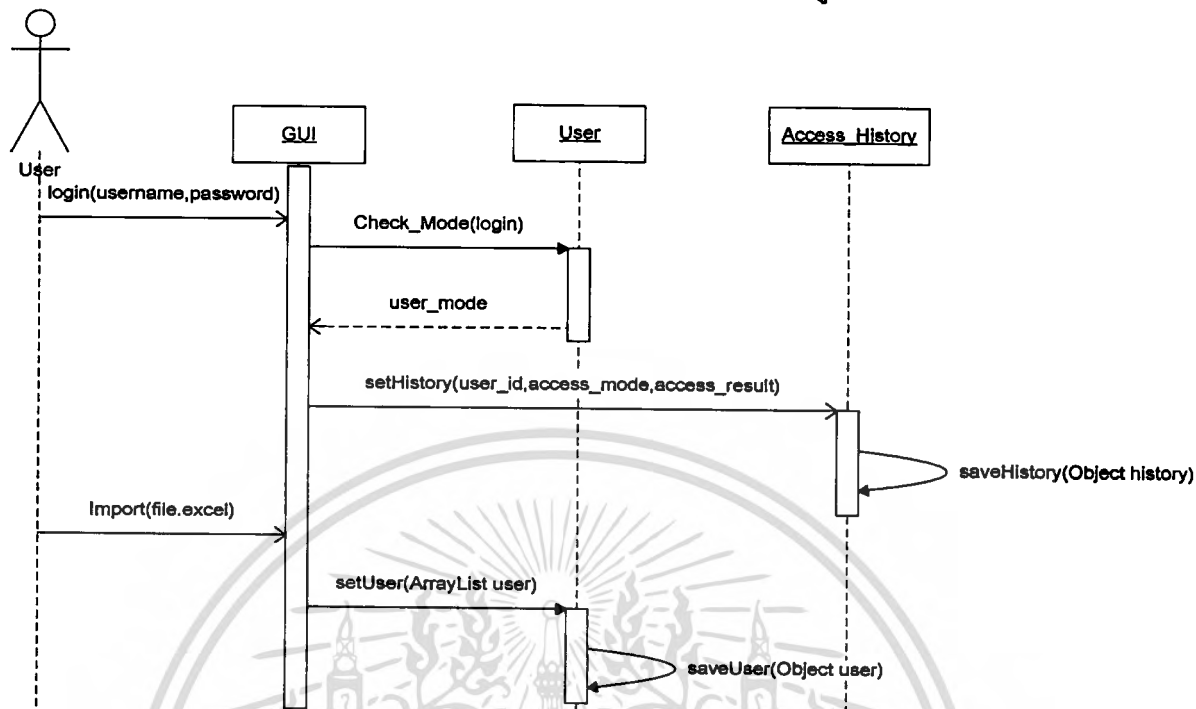 GUI
User
Access_History
User
login(username,password)
Check_Mode(login)
user_mode
setHistory(user_id,access_mode,access_result)
saveHistory(Object history)
Import(file.excel)
setUser(ArrayList user)
saveUser(Object user)